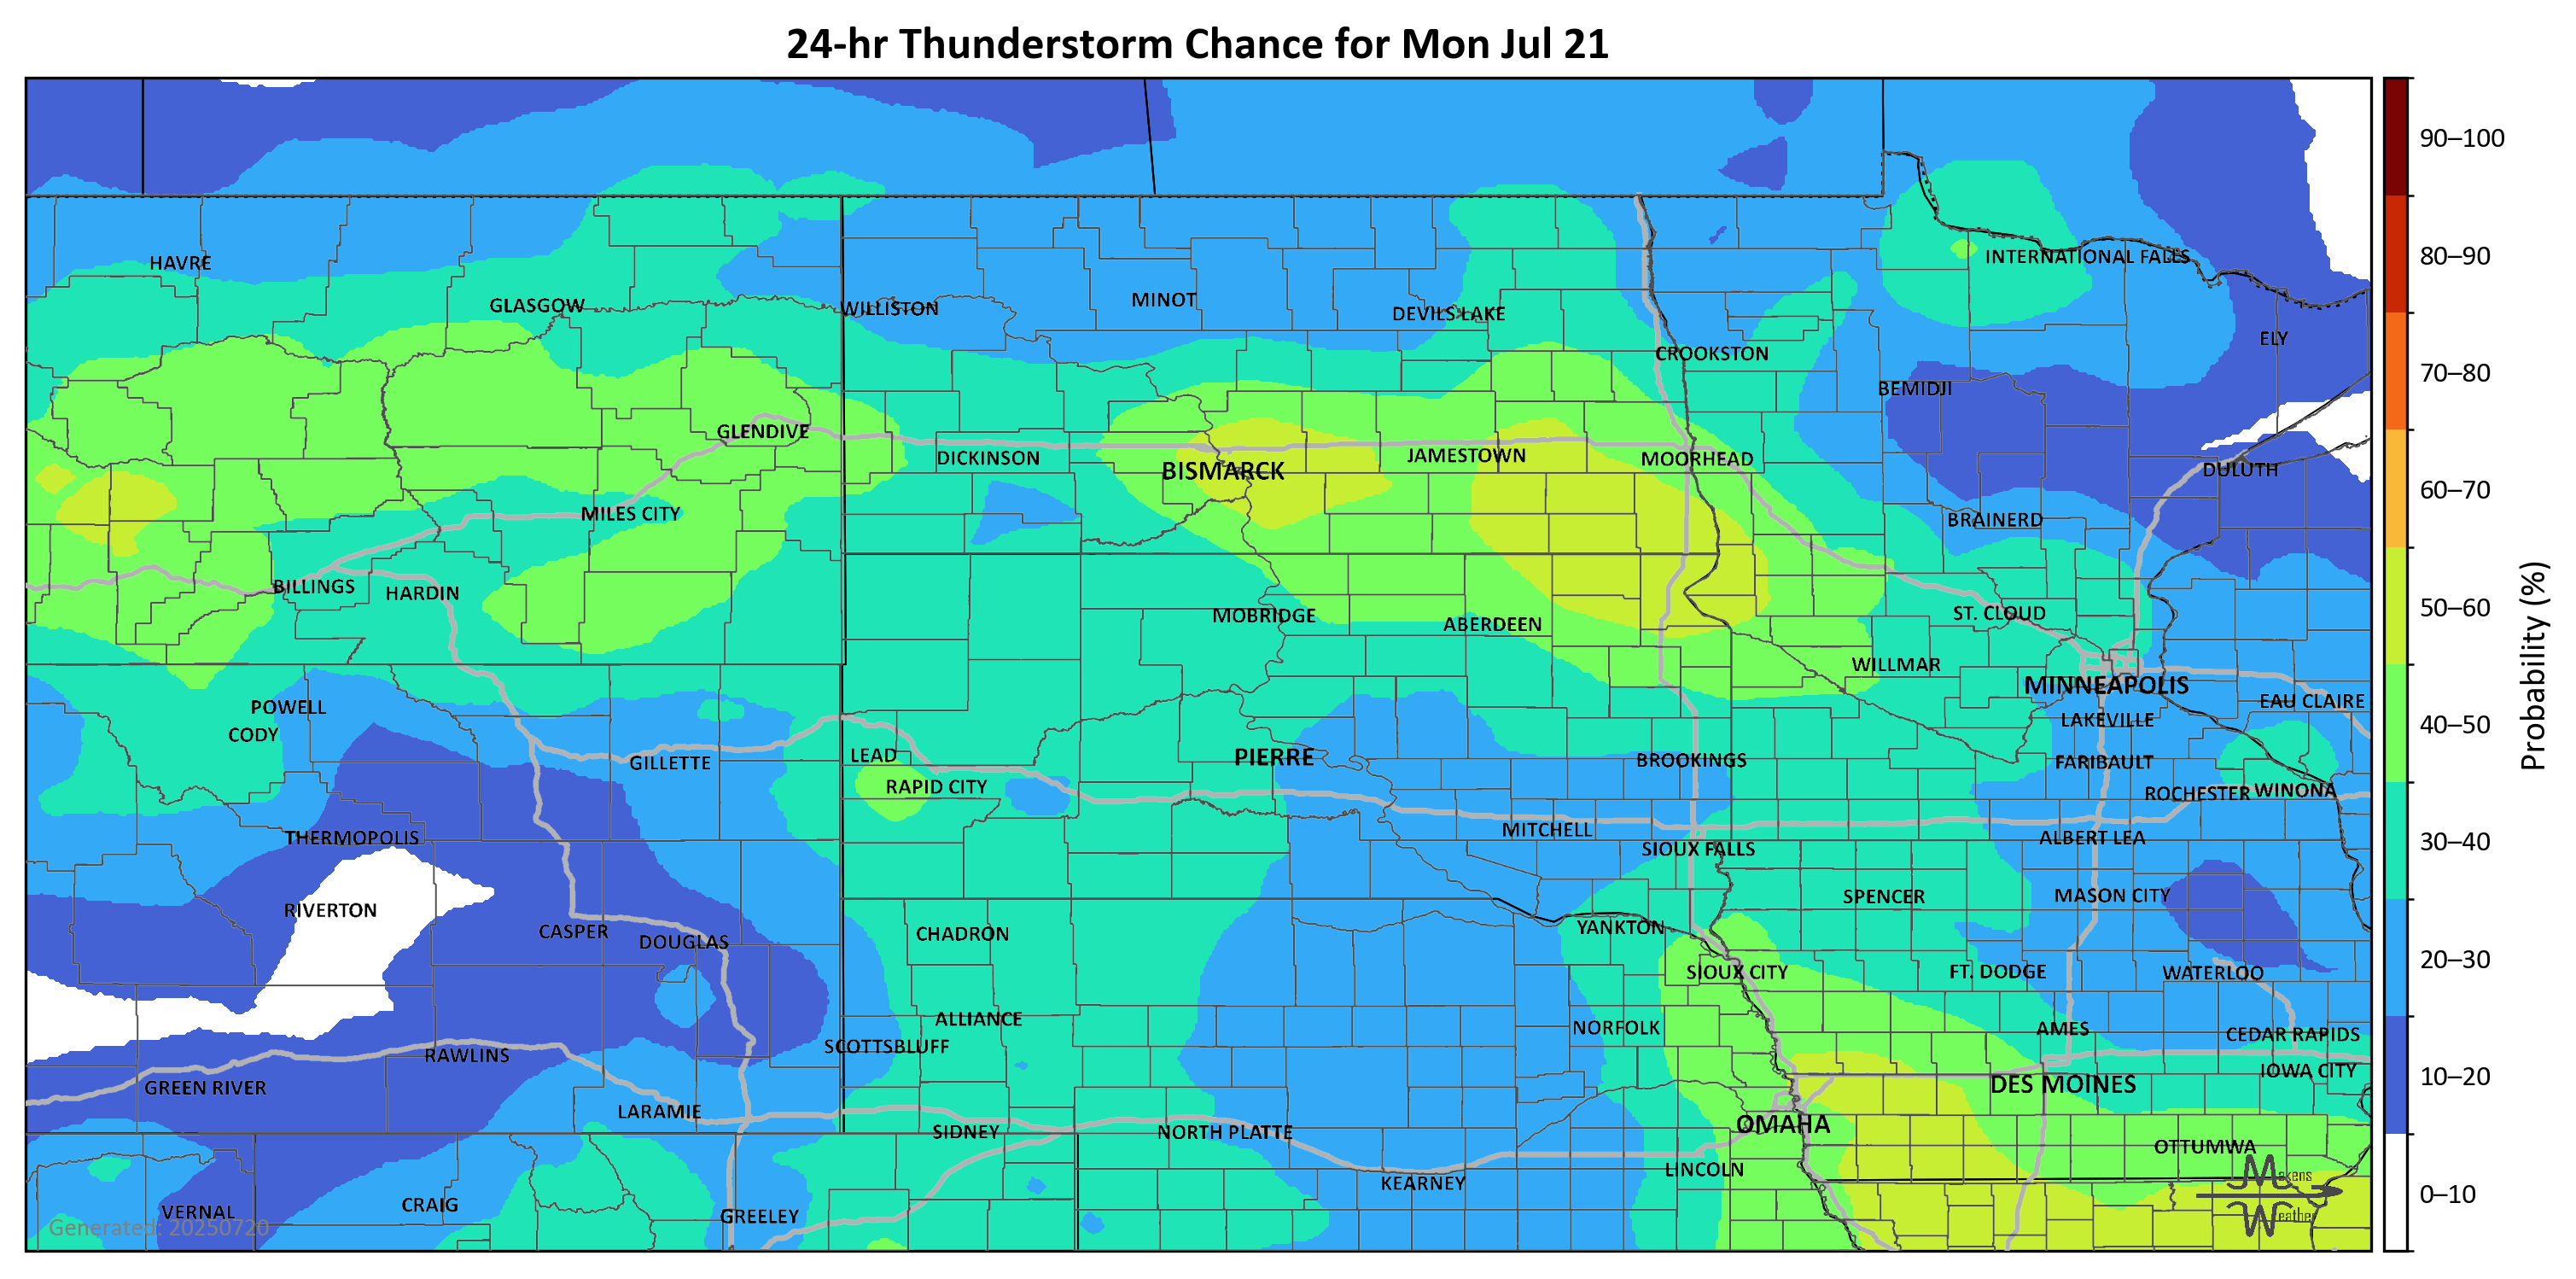 24-hr Thunderstorm Chance for Mon Jul 21
90–100
HAVRE
INTERNATIONAL FALLS
80–90
GLASGOW
WILLISTON
MINOT
DEVILS LAKE
ELY
CROOKSTON
70–80
BEMIDJI
GLENDIVE
DICKINSON
BISMARCK
JAMESTOWN
MOORHEAD
DULUTH
60–70
MILES CITY
BRAINERD
BILLINGS
HARDIN
MOBRIDGE
ABERDEEN
ST. CLOUD
50–60
WILLMAR
MINNEAPOLIS
Probability (%)
POWELL
EAU CLAIRE
CODY
LAKEVILLE
40–50
LEAD
PIERRE
BROOKINGS
GILLETTE
FARIBAULT
RAPID CITY
ROCHESTER
WINONA
THERMOPOLIS
MITCHELL
ALBERT LEA
30–40
SIOUX FALLS
RIVERTON
SPENCER
MASON CITY
CASPER
DOUGLAS
CHADRON
YANKTON
20–30
SIOUX CITY
FT. DODGE
WATERLOO
ALLIANCE
NORFOLK
AMES
CEDAR RAPIDS
SCOTTSBLUFF
RAWLINS
IOWA CITY
10–20
GREEN RIVER
DES MOINES
LARAMIE
SIDNEY
NORTH PLATTE
OMAHA
OTTUMWA
LINCOLN
KEARNEY
Makens
Weather
0–10
VERNAL
CRAIG
GREELEY
Generated: 20250720